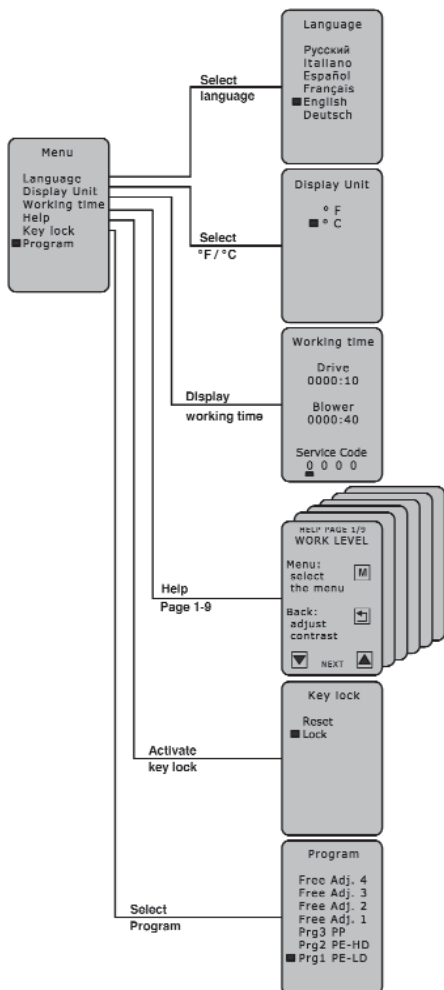 Menu
Language
Display Unit
Working time
Help
Key lock
Program
Select
language
Language
Русский
Italiano
Español
Français
English
Deutsch
Select
°F / °C
Display Unit
° F
° C
Display
working time
Working time
Drive
0000:10
Blower
0000:40
Service Code
0 0 0 0
Help
Page 1-9
HELP PAGE 1/9
WORK LEVEL
Menu:
select
the menu
M
Back:
adjust
contrast
NEXT
Activate
key lock
Key lock
Reset
Lock
Select
Program
Program
Free Adj. 4
Free Adj. 3
Free Adj. 2
Free Adj. 1
Prg3 PP
Prg2 PE-HD
Prg1 PE-LD